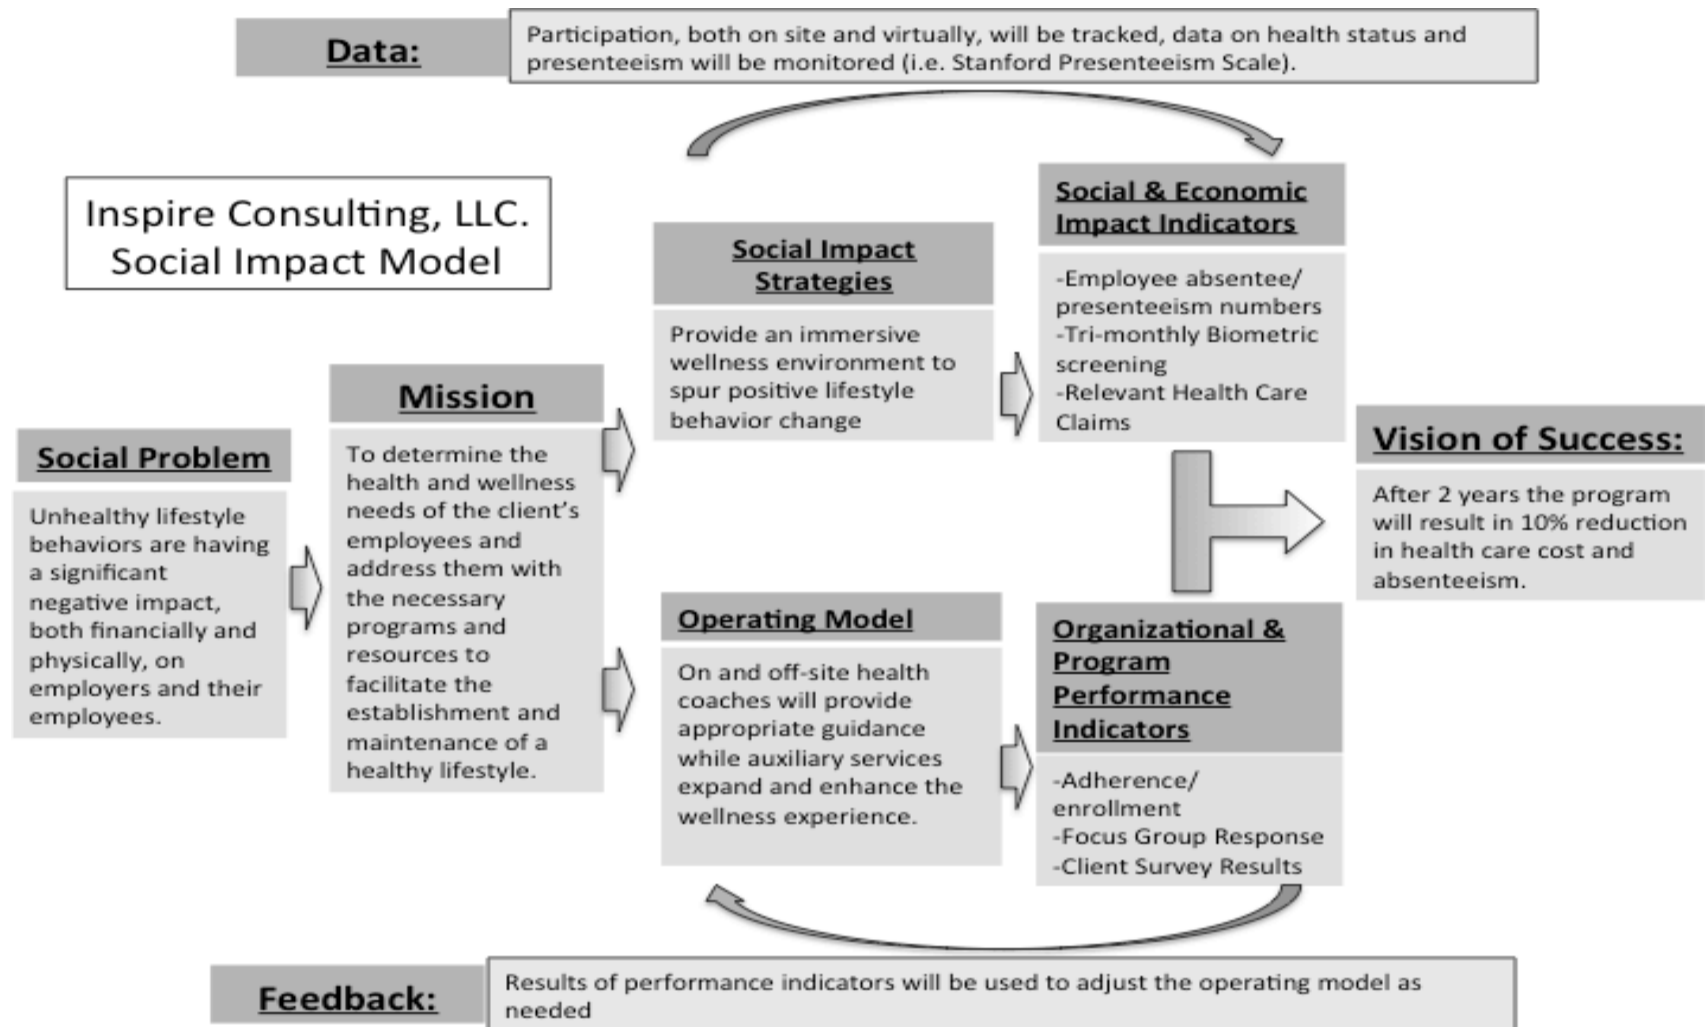 Data:
Participation, both on site and virtually, will be tracked, data on health status and
presenteeism will be monitored (i.e. Stanford Presenteeism Scale).
Inspire Consulting, LLC.
Social Impact Model
Social Problem
Unhealthy lifestyle
behaviors are having
a significant
negative impact,
both financially and
physically, on
employers and their
employees.
Mission
To determine the
health and wellness
needs of the client's
employees and
address them with
the necessary
programs and
resources to
facilitate the
establishment and
maintenance of a
healthy lifestyle.
Social Impact
Strategies
Provide an immersive
wellness environment to
spur positive lifestyle
behavior change
Operating Model
On and off-site health
coaches will provide
appropriate guidance
while auxiliary services
expand and enhance the
wellness experience.
Social & Economic
Impact Indicators
-Employee absentee/
presenteeism numbers
-Tri-monthly Biometric
screening
-Relevant Health Care
Claims
Organizational &
Program
Performance
Indicators
-Adherence/
enrollment
-Focus Group Response
-Client Survey Results
Vision of Success:
After 2 years the program
will result in 10% reduction
in health care cost and
absenteeism.
Feedback:
Results of performance indicators will be used to adjust the operating model as
needed